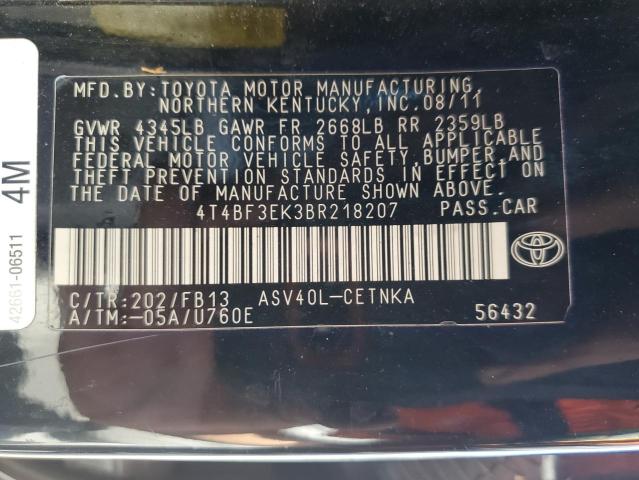 MFD.BY:TOYOTA MOTOR MANUFACTURING,
NORTHERN KENTUCKY,INC.08/11
GVWR 4345LB GAWR FR 2668LB RR 2359LB
THIS VEHICLE CONFORMS TO ALL APPLICABLE
FEDERAL MOTOR VEHICLE SAFETY,BUMPER,AND
THEFT PREVENTION STANDARDS IN EFFECT ON
THE DATE OF MANUFACTURE SHOWN ABOVE.
4T4BF3EK3BR218207 PASS.CAR
C/TR:202/FB13 ASV40L-CETNKA
A/TM:-05A/U760E 56432
42661-06511 4M